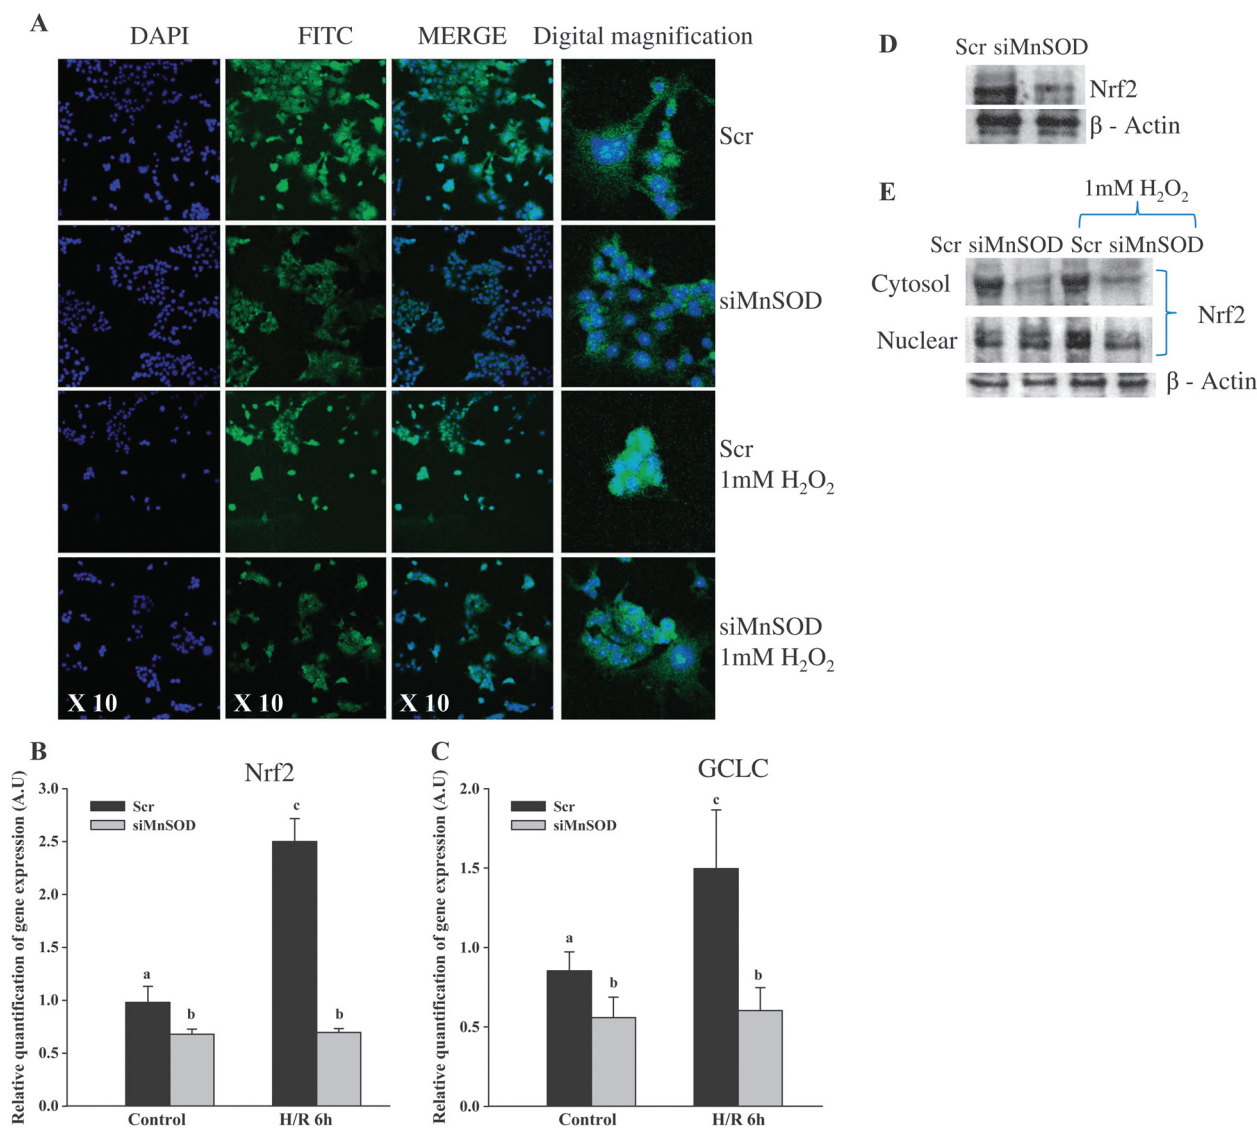 A
DAPI FITC MERGE Digital magnification
Scr
siMnSOD
Scr
1mM H₂O₂
siMnSOD
1mM H₂O₂
X 10 X 10 X 10
D
Scr siMnSOD
Nrf2
β - Actin
E
1mM H₂O₂
Scr siMnSOD Scr siMnSOD
Cytosol
Nuclear
Nrf2
β - Actin
B
Nrf2
Relative quantification of gene expression (A.U)
3.0
2.5
2.0
1.5
1.0
0.5
0.0
Scr
siMnSOD
a
b
c
b
Control H/R 6h
C
GCLC
Relative quantification of gene expression (A.U)
2.0
1.5
1.0
0.5
0.0
Scr
siMnSOD
a
b
c
b
Control H/R 6h